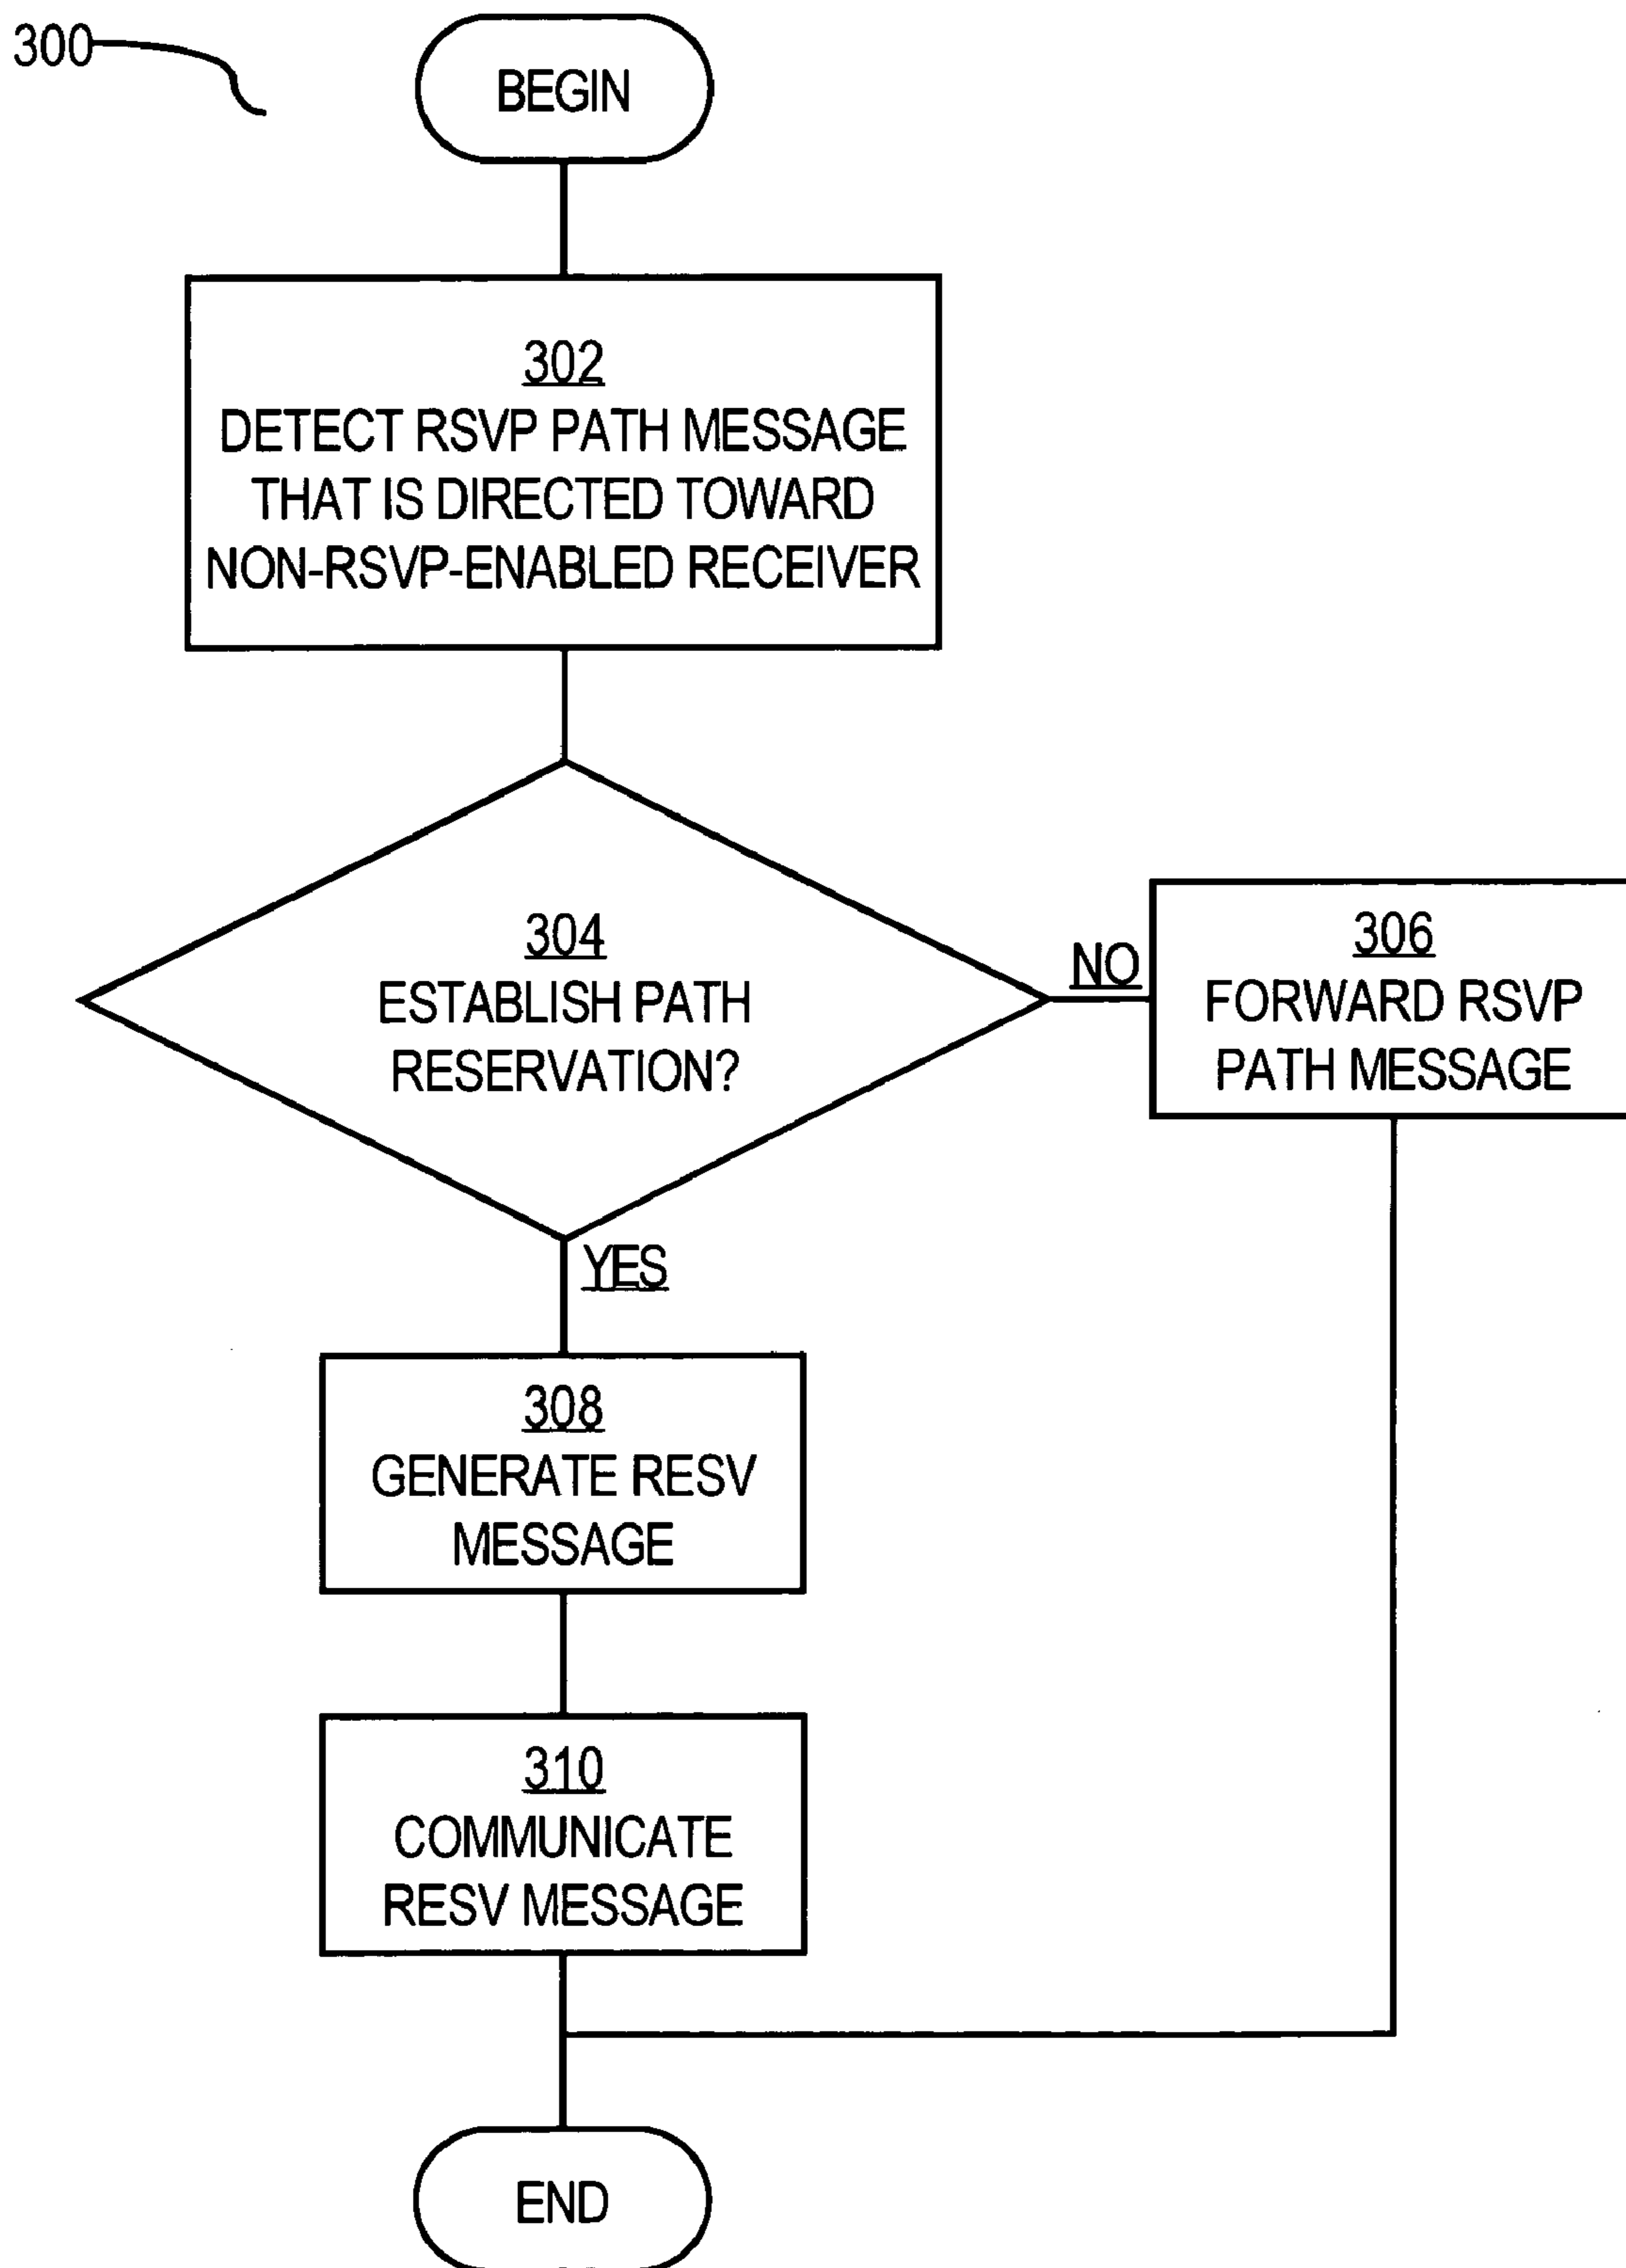 300
BEGIN
302
DETECT RSVP PATH MESSAGE
THAT IS DIRECTED TOWARD
NON-RSVP-ENABLED RECEIVER
304
ESTABLISH PATH
RESERVATION?
NO
306
FORWARD RSVP
PATH MESSAGE
YES
308
GENERATE RESV
MESSAGE
310
COMMUNICATE
RESV MESSAGE
END